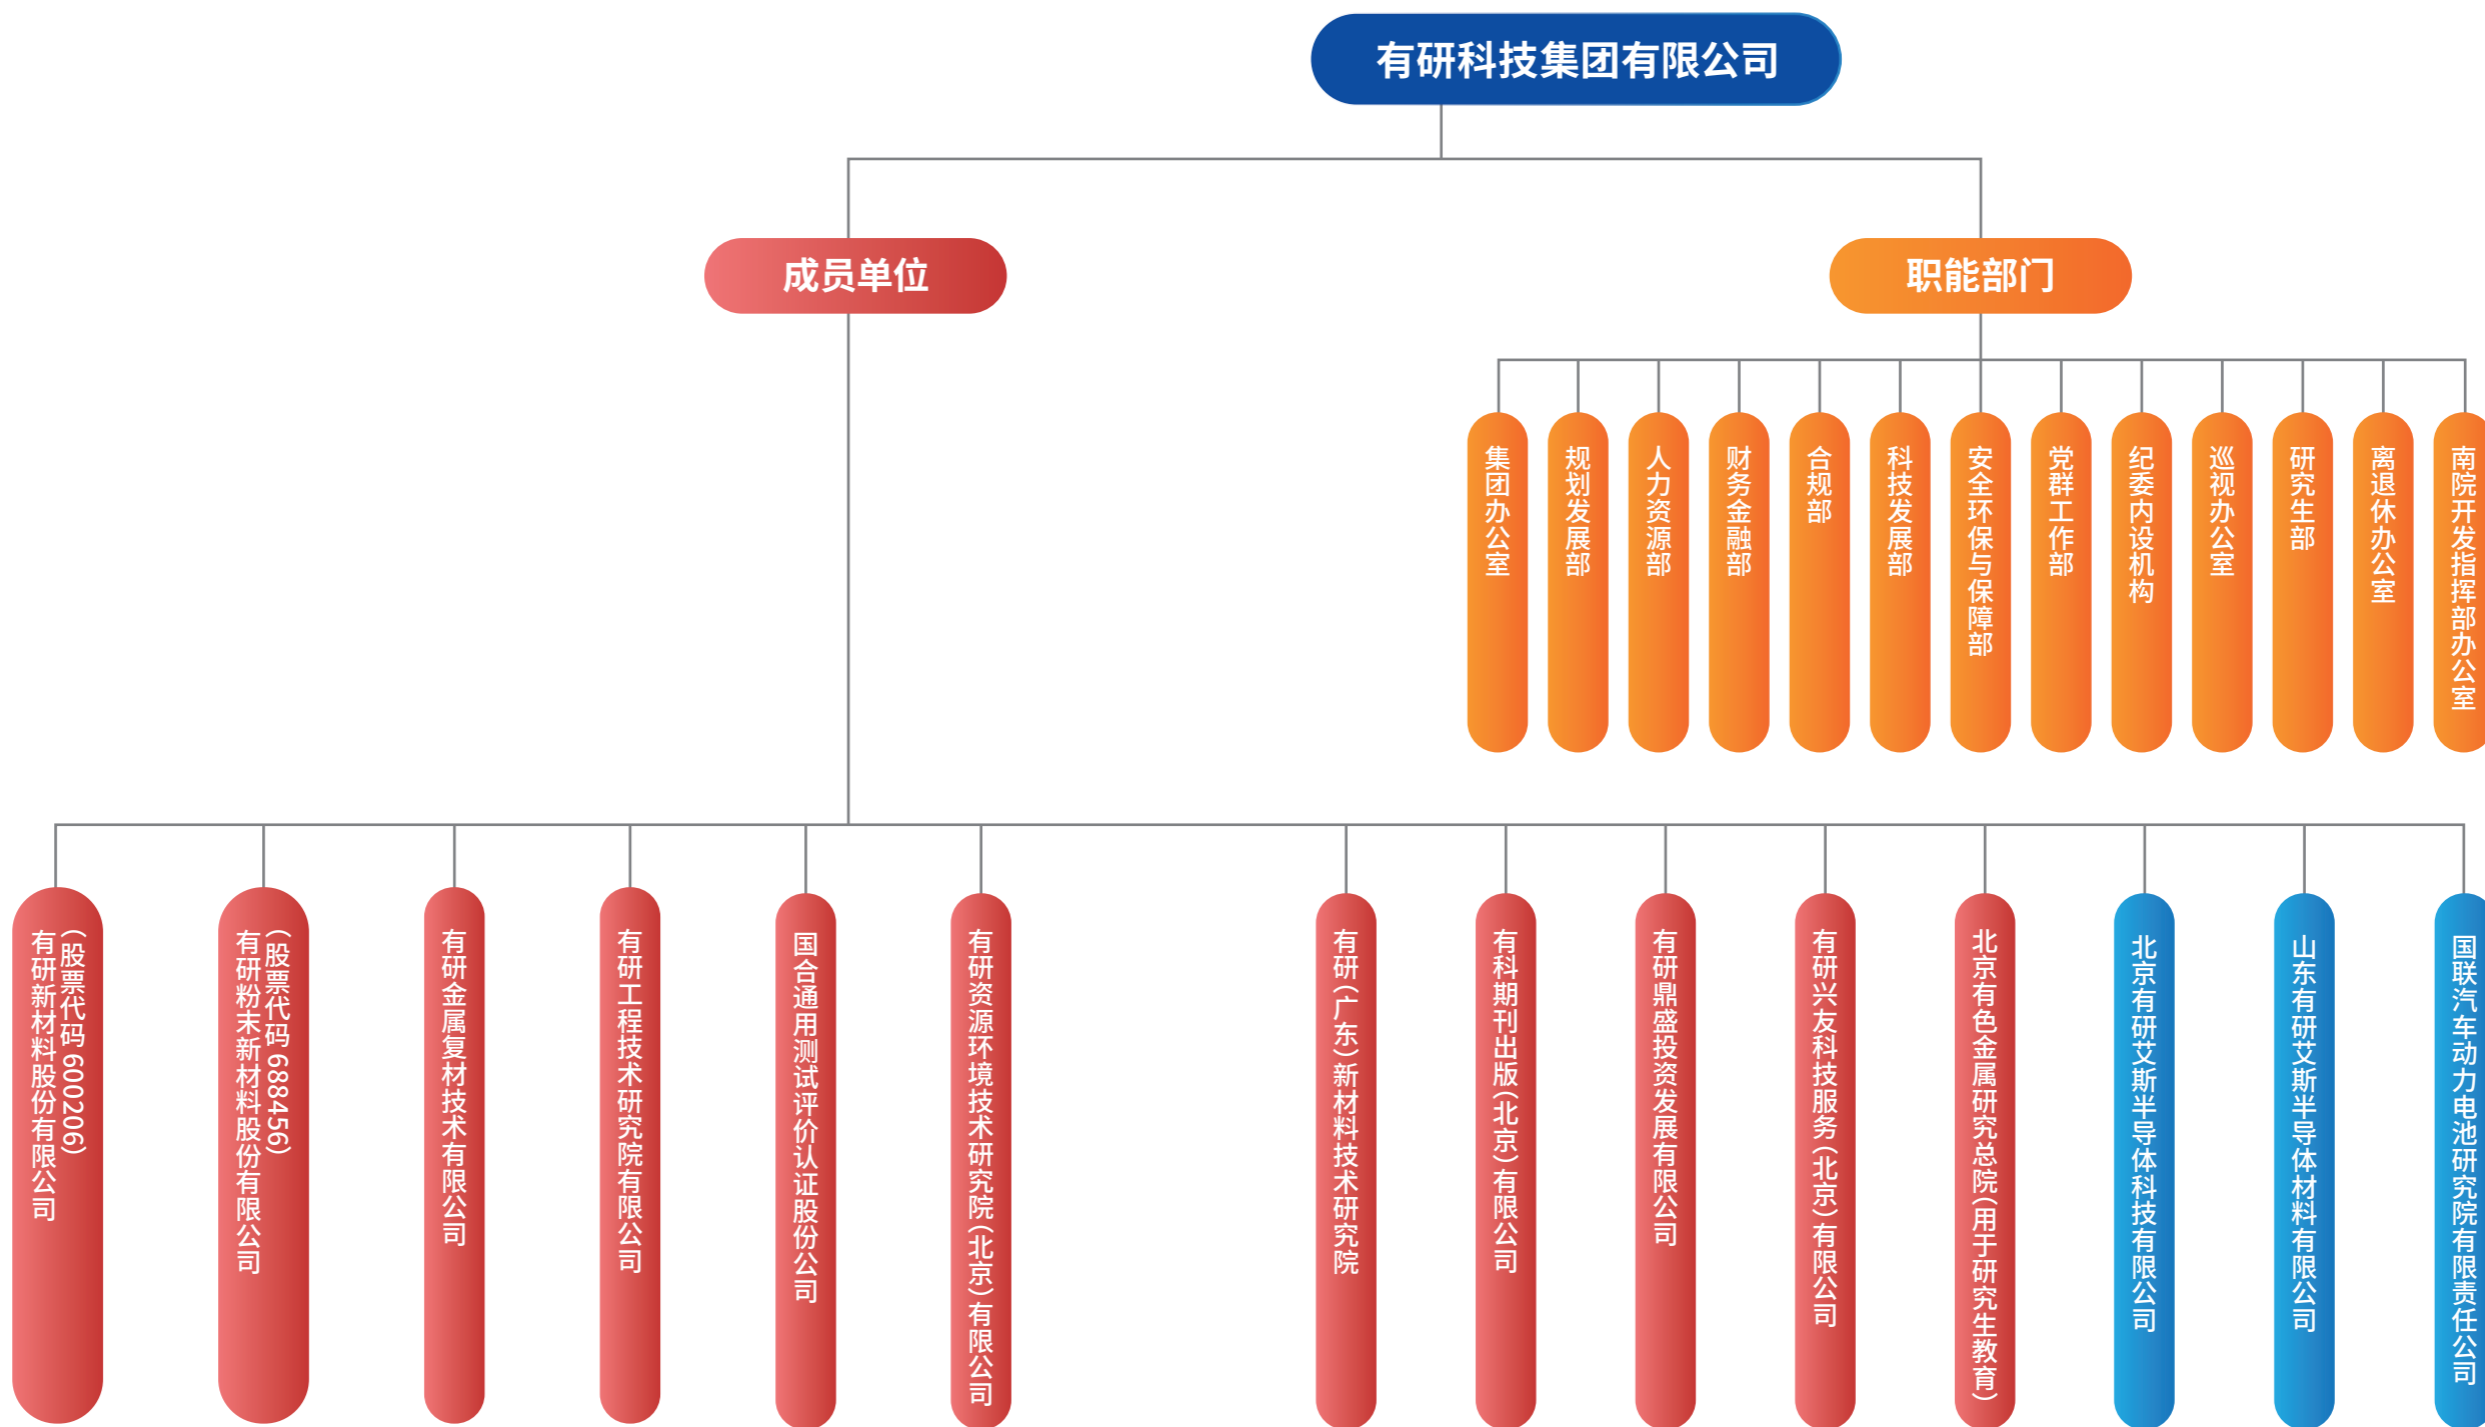 有研科技集团有限公司
成员单位
职能部门
集团办公室
规划发展部
人力资源部
财务金融部
合规部
科技发展部
安全环保与保障部
党群工作部
纪委内设机构
巡视办公室
研究生部
离退休办公室
南院开发指挥部办公室
有研新材料股份有限公司
（股票代码 600206）
有研粉末新材料股份有限公司
（股票代码 688456）
有研金属复材技术有限公司
有研工程技术研究院有限公司
国合通用测试评价认证股份公司
有研资源环境技术研究院（北京）有限公司
有研（广东）新材料技术研究院
有科期刊出版（北京）有限公司
有研鼎盛投资发展有限公司
有研兴友科技服务（北京）有限公司
北京有色金属研究总院（用于研究生教育）
北京有研艾斯半导体科技有限公司
山东有研艾斯半导体材料有限公司
国联汽车动力电池研究院有限责任公司